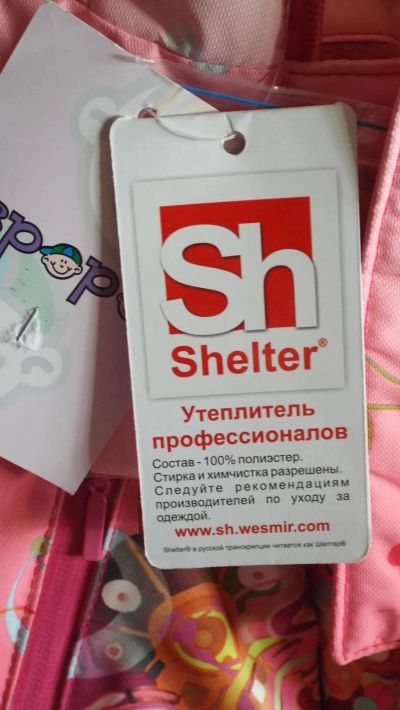 Sh
Shelter®
Утеплитель
профессионалов
Состав - 100% полиэстер.
Стирка и химчистка разрешены.
Следуйте рекомендациям
производителей по уходу за
одеждой.
www.sh.wesmir.com
Shelter® в русской транскрипции читается как Шелтер®